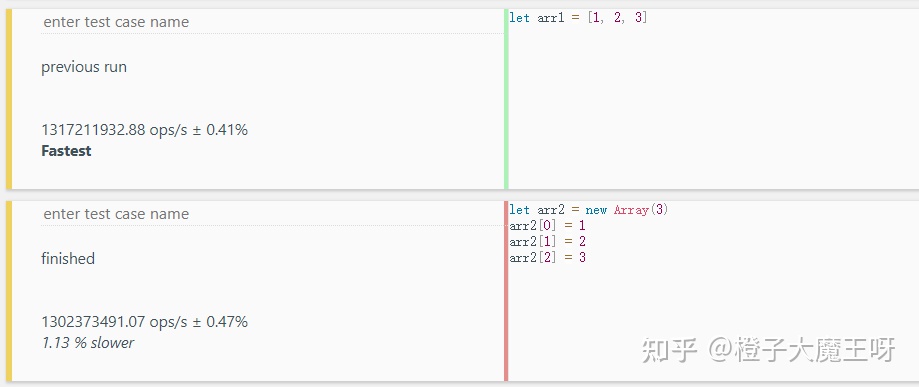 enter test case name
let arr1 = [1, 2, 3]
previous run
1317211932.88 ops/s ± 0.41%
Fastest
enter test case name
let arr2 = new Array(3)
arr2[0] = 1
arr2[1] = 2
arr2[2] = 3
finished
1302373491.07 ops/s ± 0.47%
1.13 % slower
知乎 @橙子大魔王呀